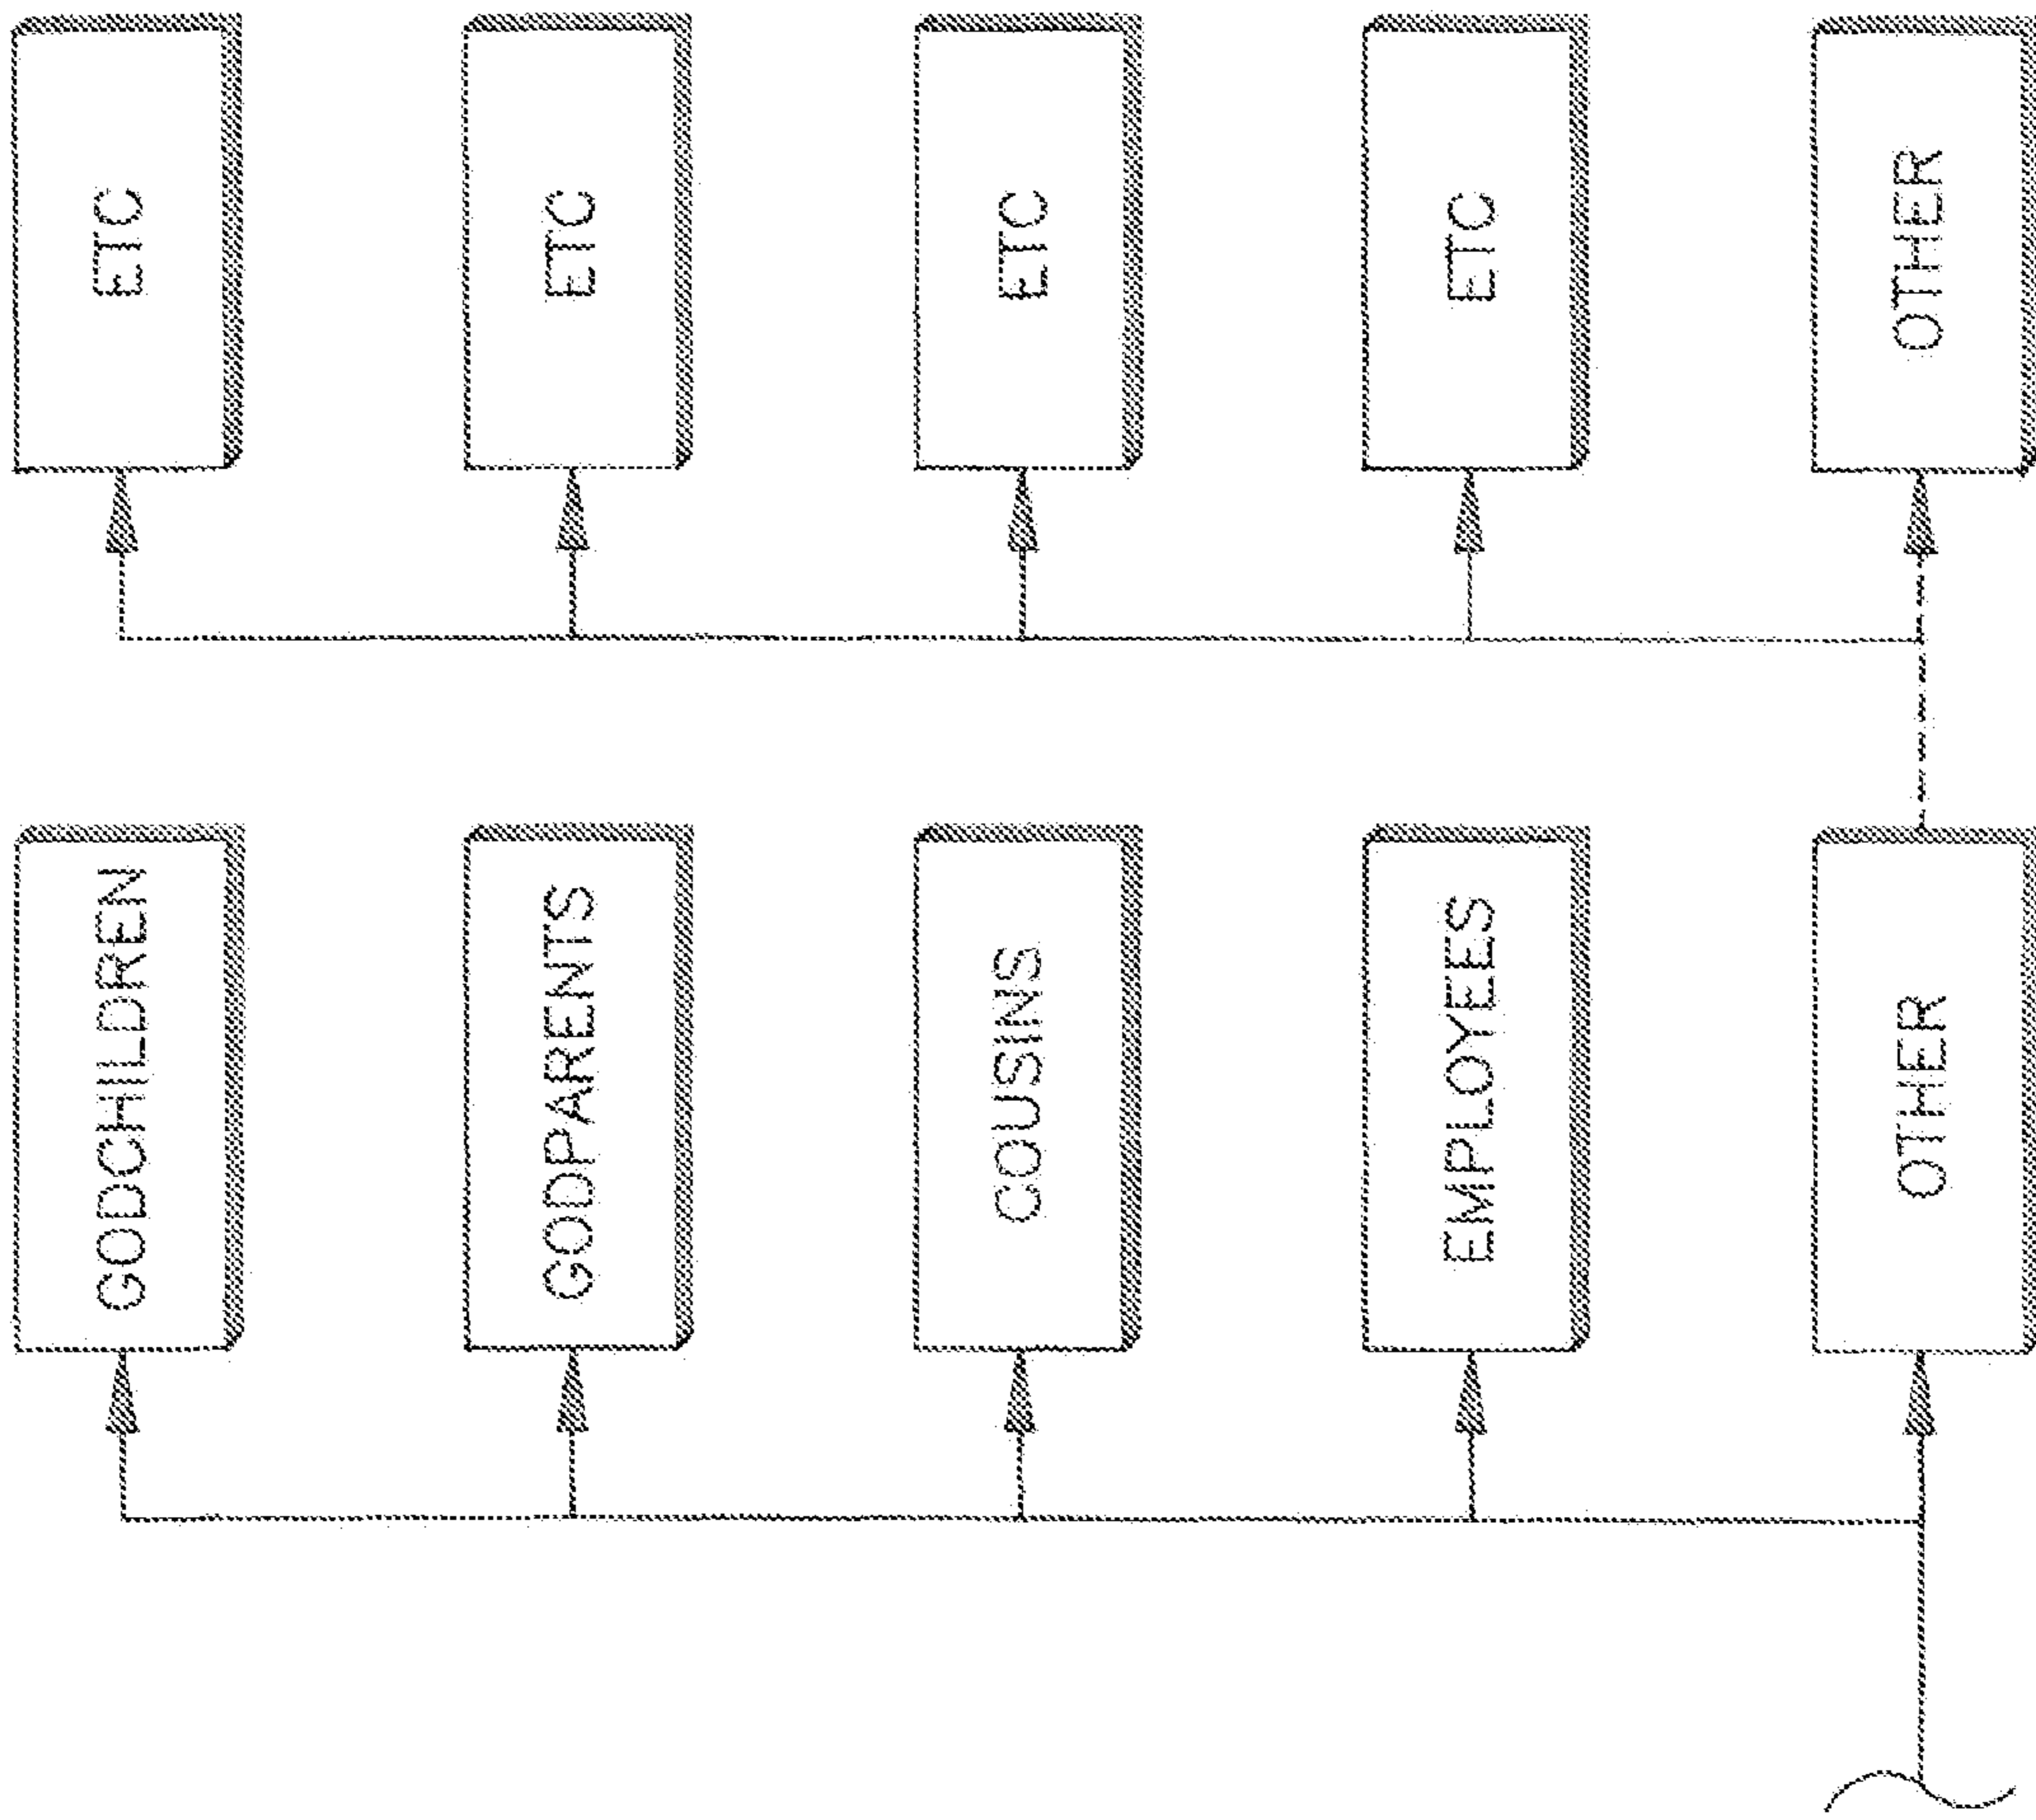 GODCHILDREN
GODPARENTS
COUSINS
EMPLOYEES
OTHER
ETC
ETC
ETC
ETC
OTHER